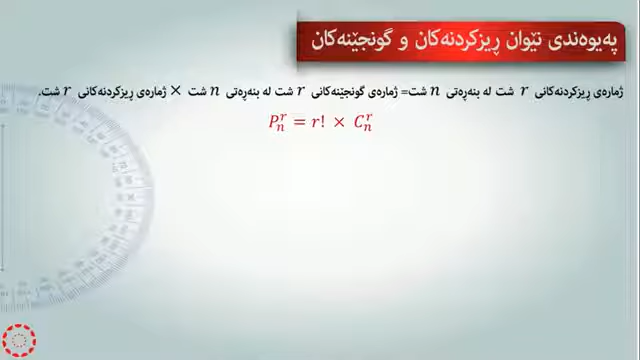 پەیوەندی نێوان ڕیزکردنەکان و گونجێنەکان
ژمارەی ڕیزکردنەکانی r شت لە بنەڕەتی n شت= ژمارەی گونجێنەکانی r شت لە بنەڕەتی n شت × ژمارەی ڕیزکردنەکانی r شت.
$P_n^r = r! \times C_n^r$